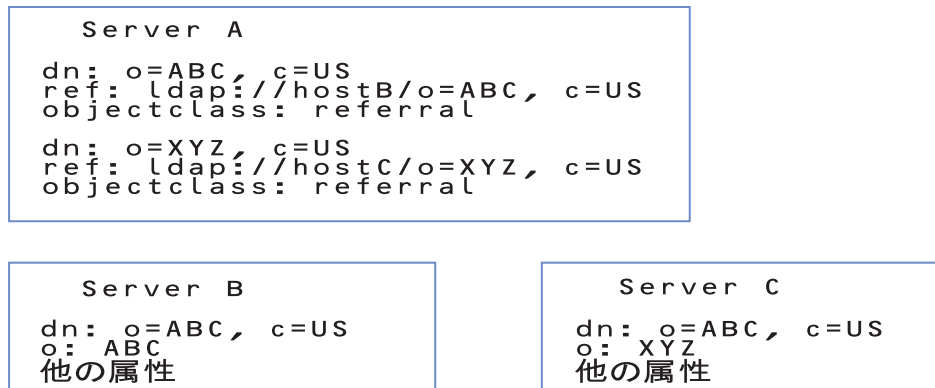 Server A
dn: o=ABC, c=US
ref: ldap://hostB/o=ABC, c=US
objectclass: referral
dn: o=XYZ, c=US
ref: ldap://hostC/o=XYZ, c=US
objectclass: referral
Server B
dn: o=ABC, c=US
o: ABC
他の属性
Server C
dn: o=ABC, c=US
o: XYZ
他の属性